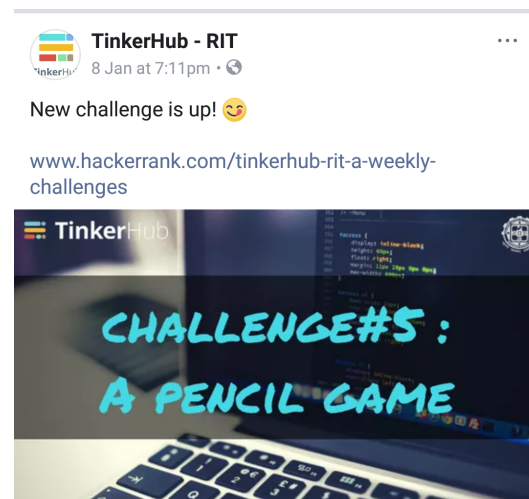 TinkerHub - RIT
8 Jan at 7:11pm
New challenge is up!
www.hackerrank.com/tinkerhub-rit-a-weekly-
challenges
TinkerHub
CHALLENGE#5 :
A PENCIL GAME